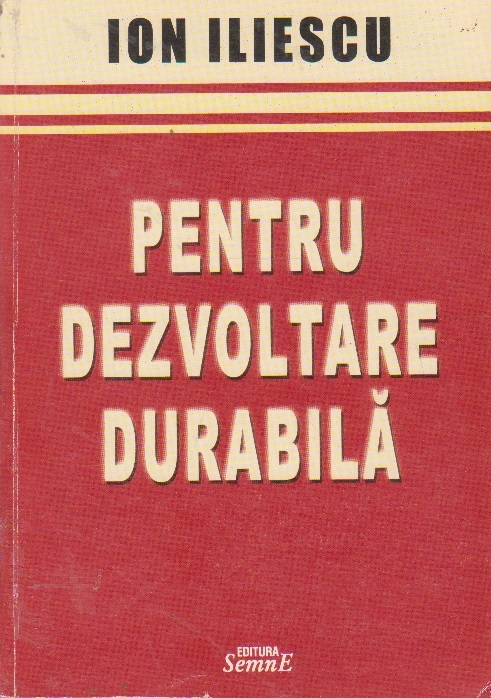 ION ILIESCU
PENTRU
DEZVOLTARE
DURABILĂ
EDITURA
SemnE